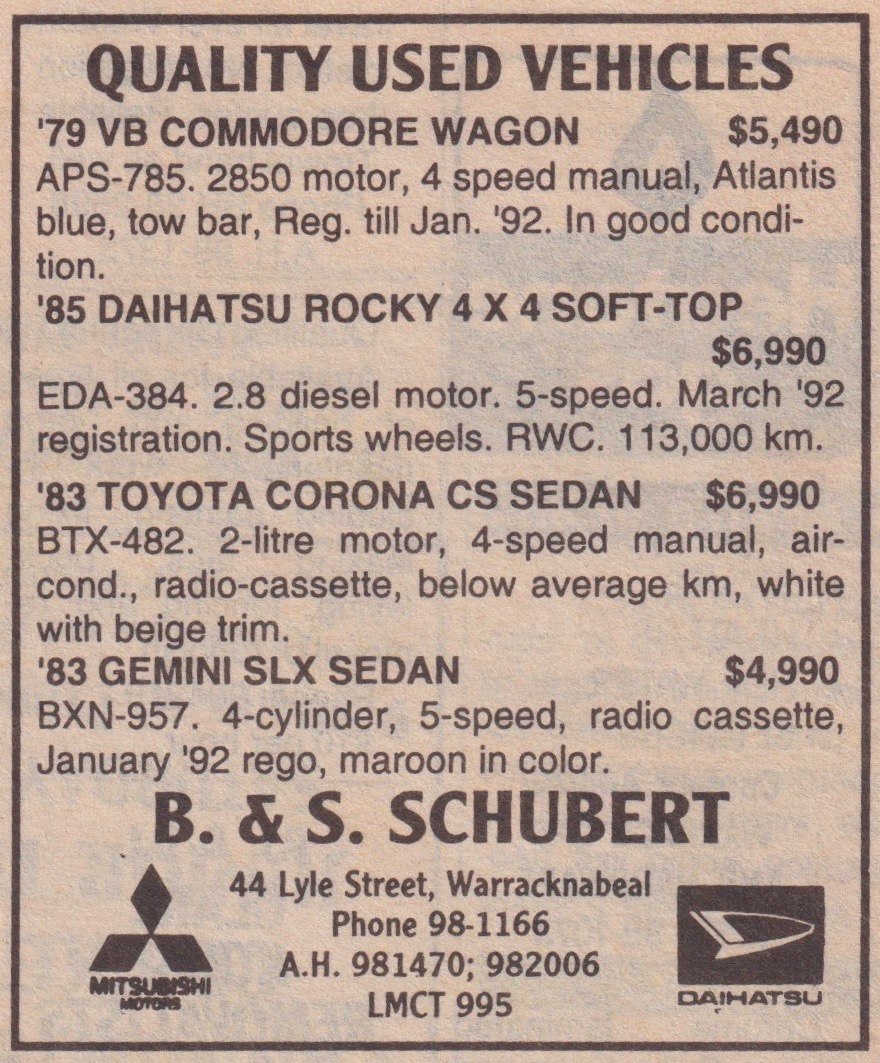 QUALITY USED VEHICLES
'79 VB COMMODORE WAGON $5,490
APS-785. 2850 motor, 4 speed manual, Atlantis
blue, tow bar, Reg. till Jan. '92. In good condi-
tion.
'85 DAIHATSU ROCKY 4 X 4 SOFT-TOP
$6,990
EDA-384. 2.8 diesel motor. 5-speed. March '92
registration. Sports wheels. RWC. 113,000 km.
'83 TOYOTA CORONA CS SEDAN $6,990
BTX-482. 2-litre motor, 4-speed manual, air-
cond., radio-cassette, below average km, white
with beige trim.
'83 GEMINI SLX SEDAN $4,990
BXN-957. 4-cylinder, 5-speed, radio cassette,
January '92 rego, maroon in color.
B. & S. SCHUBERT
44 Lyle Street, Warracknabeal
Phone 98-1166
A.H. 981470; 982006
LMCT 995
MITSUBISHI
MOTORS
DAIHATSU